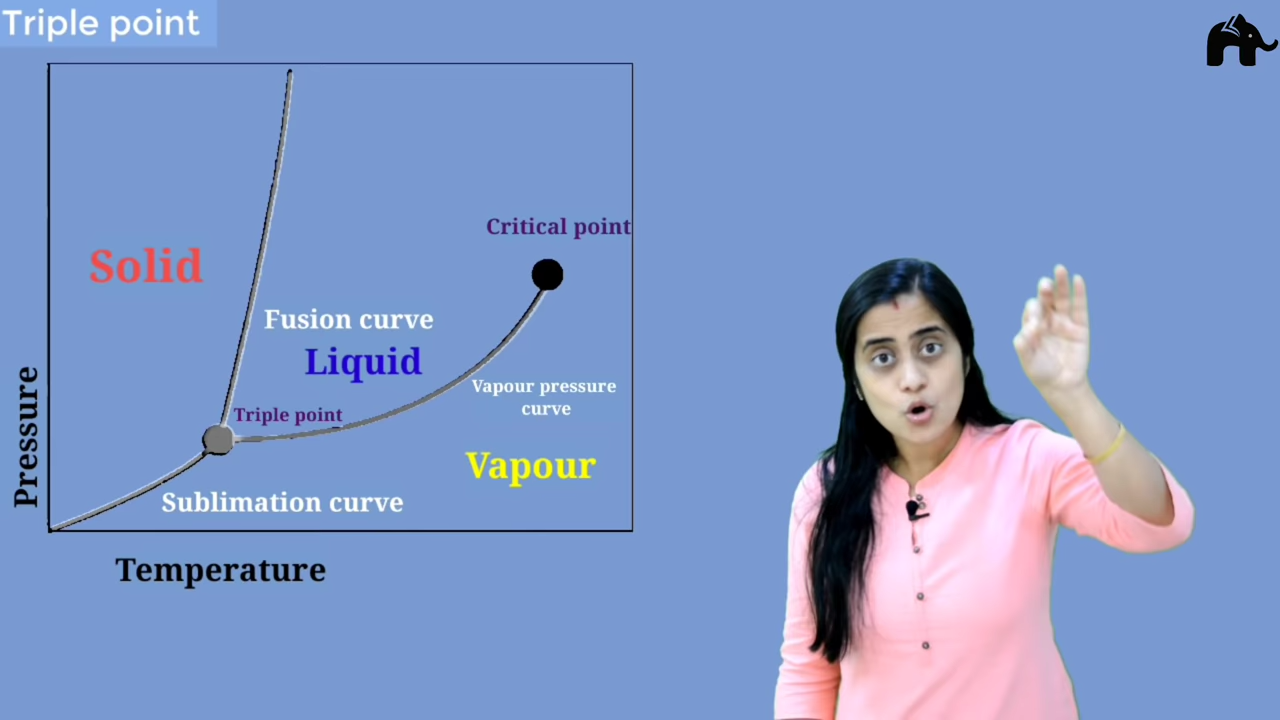 Triple point
Critical point
Solid
Fusion curve
Liquid
Vapour pressure
curve
Triple point
Vapour
Pressure
Sublimation curve
Temperature